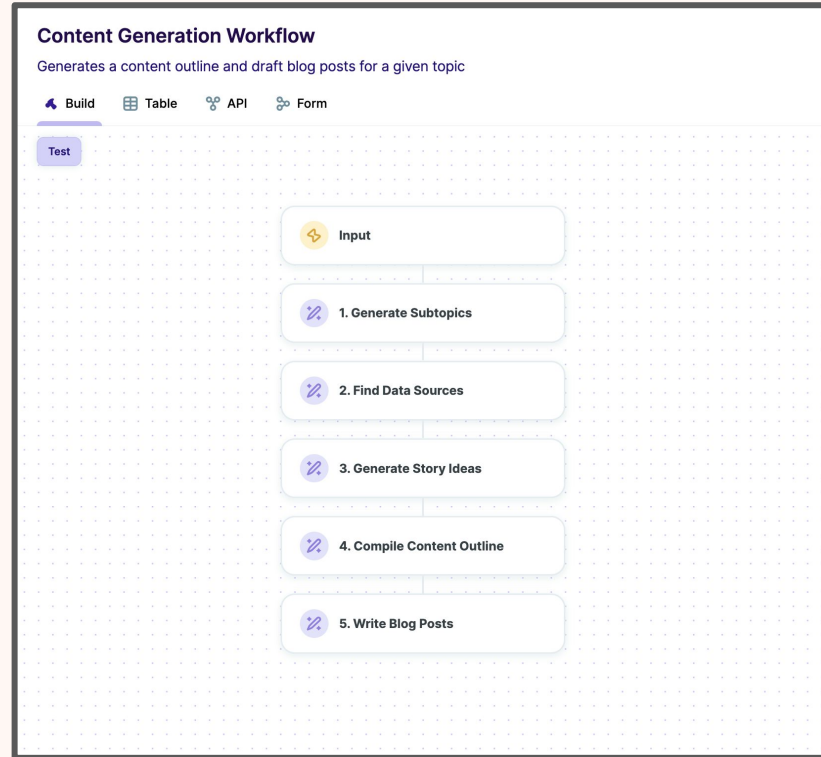 Content Generation Workflow
Generates a content outline and draft blog posts for a given topic
Build Table API Form
Test
Input
1. Generate Subtopics
2. Find Data Sources
3. Generate Story Ideas
4. Compile Content Outline
5. Write Blog Posts